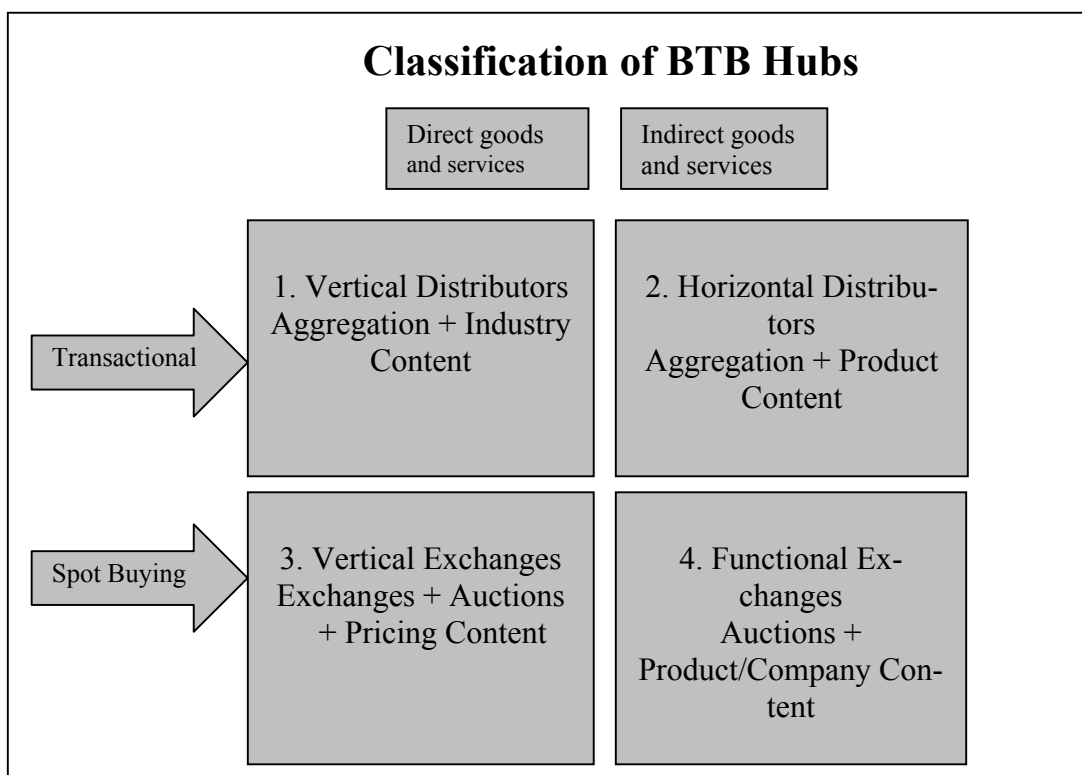 Classification of BTB Hubs
Direct goods
and services
Indirect goods
and services
Transactional
1. Vertical Distributors
Aggregation + Industry
Content
2. Horizontal Distribu-
tors
Aggregation + Product
Content
Spot Buying
3. Vertical Exchanges
Exchanges + Auctions
+ Pricing Content
4. Functional Ex-
changes
Auctions +
Product/Company Con-
tent